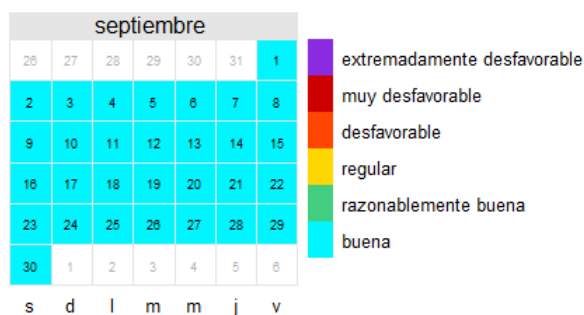 septiembre
26 27 28 29 30 31 1
2 3 4 5 6 7 8
9 10 11 12 13 14 15
16 17 18 19 20 21 22
23 24 25 26 27 28 29
30 1 2 3 4 5 6
s d l m m j v
extremadamente desfavorable
muy desfavorable
desfavorable
regular
razonablemente buena
buena